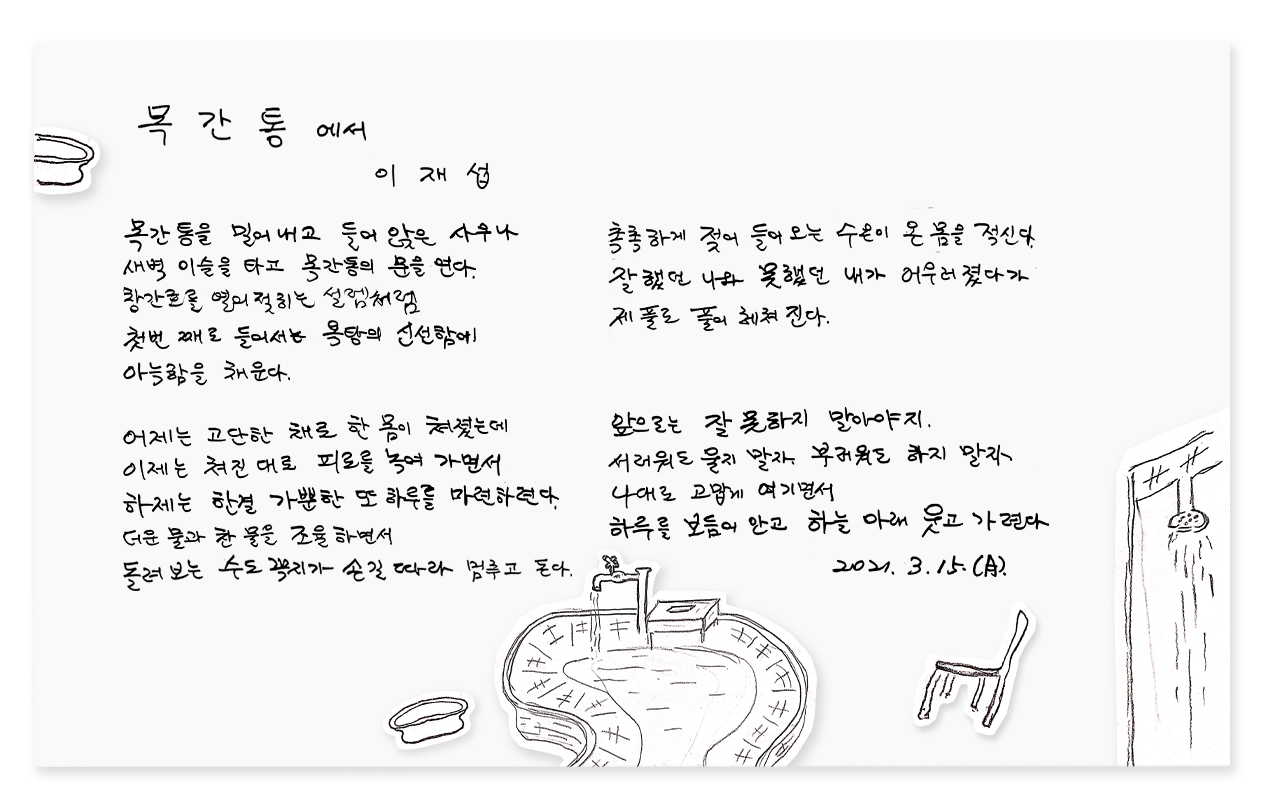 목간통에서
이재섭
목간통을 밀어내고 들어 앉은 사우나
새벽 이슬을 타고 목간통의 문을 연다.
창간호를 열어젖히는 설렘처럼
첫번 째로 들어서는 목탕의 신선함에
아늑함을 채운다.
어제는 고단한 채로 한 몸이 쳐졌는데
이제는 쳐진 대로 피로를 녹여 가면서
하제는 한결 가뿐한 또 하루를 마련하련다.
더운 물과 찬 물을 조율하면서
돌려 보는 수도 꼭지가 손길 따라 멈추고 돈다.
촉촉하게 젖어 들어오는 수온이 온 몸을 적신다.
잘했던 나와 못했던 내가 어우러졌다가
제 풀로 풀어 헤쳐 진다.
앞으로는 잘 못하지 말아야지.
서러워도 울지 말자. 부러워도 하지 말자
나대로 고맙게 여기면서
하루를 보듬어 안고 하늘 아래 웃고 가련다
2021. 3. 15. (A).